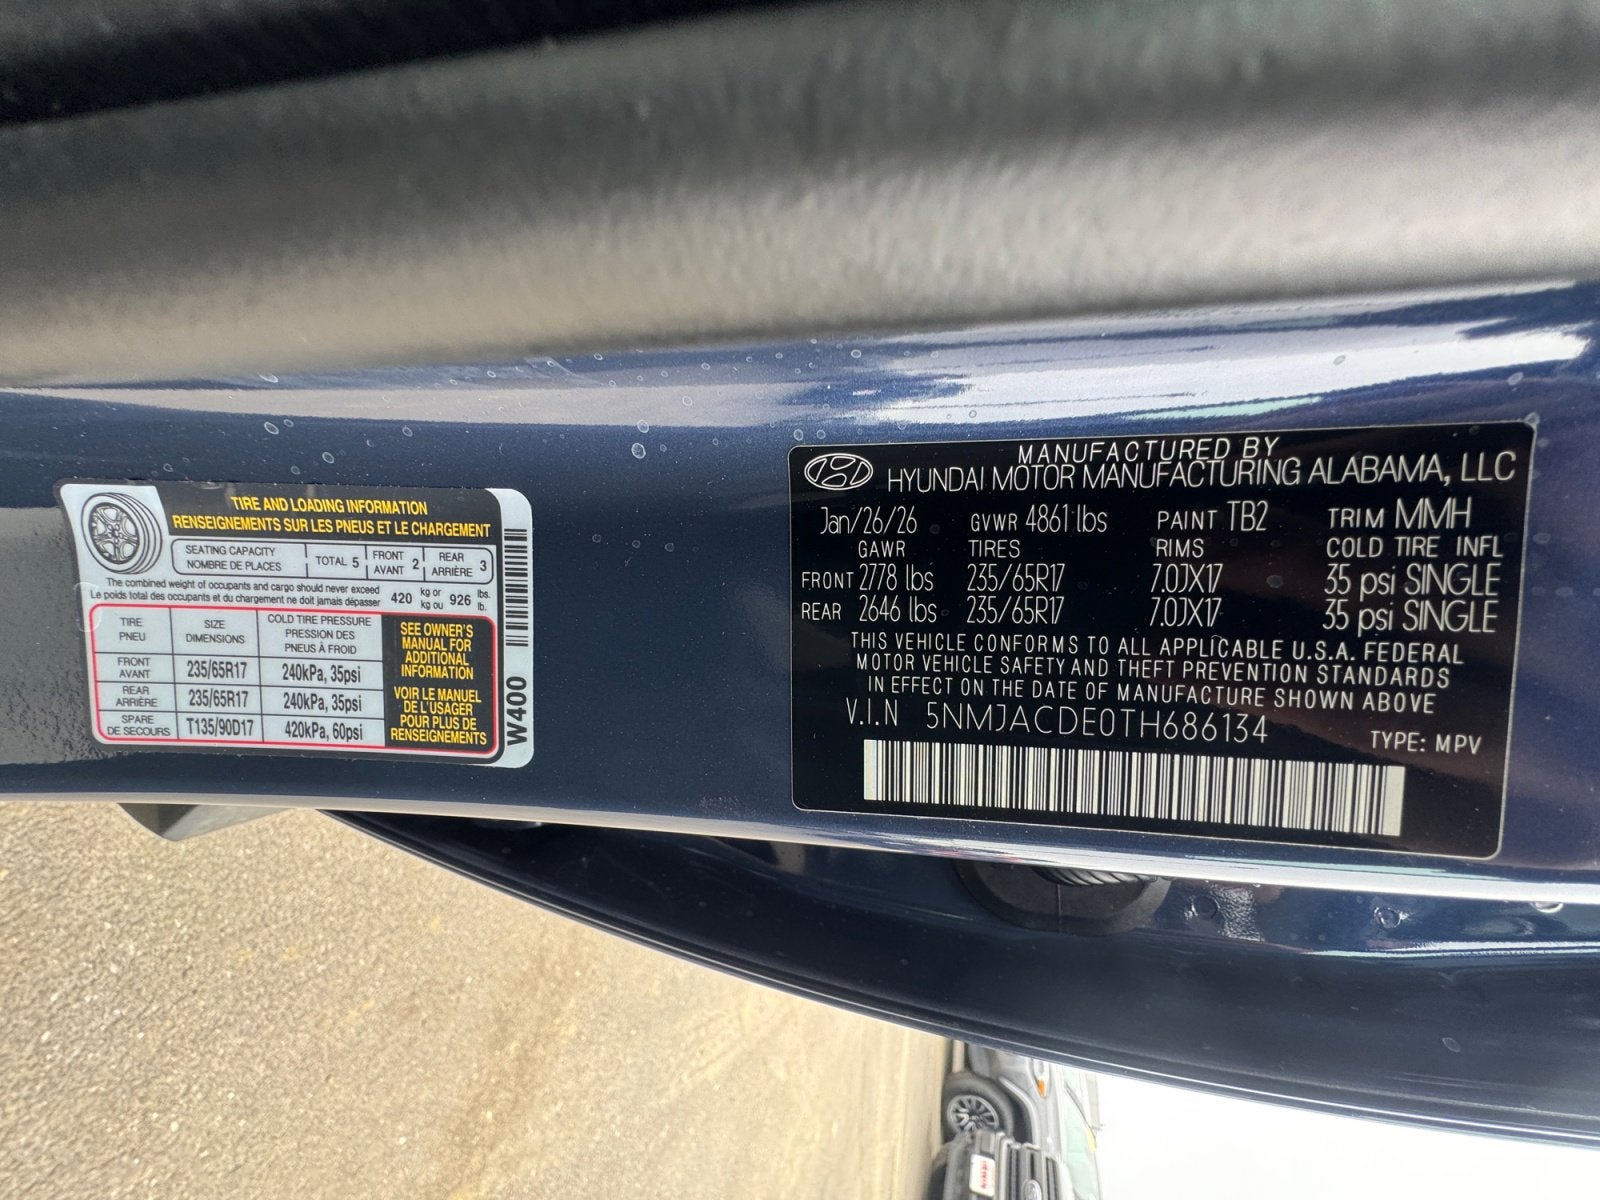 TIRE AND LOADING INFORMATION
RENSEIGNEMENTS SUR LES PNEUS ET LE CHARGEMENT
SEATING CAPACITY
NOMBRE DE PLACES
TOTAL 5
FRONT
AVANT 2
REAR
ARRIÈRE 3
The combined weight of occupants and cargo should never exceed 420 kg or 926 lbs.
Le poids total des occupants et du chargement ne doit jamais dépasser kg ou lb.
TIRE
PNEU
SIZE
DIMENSIONS
COLD TIRE PRESSURE
PRESSION DES
PNEUS À FROID
FRONT
AVANT
235/65R17
240kPa, 35psi
REAR
ARRIÈRE
235/65R17
240kPa, 35psi
SPARE
DE SECOURS
T135/90D17
420kPa, 60psi
SEE OWNER'S
MANUAL FOR
ADDITIONAL
INFORMATION
VOIR LE MANUEL
DE L'USAGER
POUR PLUS DE
RENSEIGNEMENTS
W400
MANUFACTURED BY
HYUNDAI MOTOR MANUFACTURING ALABAMA, LLC
Jan/26/26 GVWR 4861 lbs PAINT TB2 TRIM MMH
GAWR TIRES RIMS COLD TIRE INFL
FRONT 2778 lbs 235/65R17 7.0JX17 35 psi SINGLE
REAR 2646 lbs 235/65R17 7.0JX17 35 psi SINGLE
THIS VEHICLE CONFORMS TO ALL APPLICABLE U.S.A. FEDERAL
MOTOR VEHICLE SAFETY AND THEFT PREVENTION STANDARDS
IN EFFECT ON THE DATE OF MANUFACTURE SHOWN ABOVE
V.I.N 5NMJACDE0TH686134
TYPE: MPV